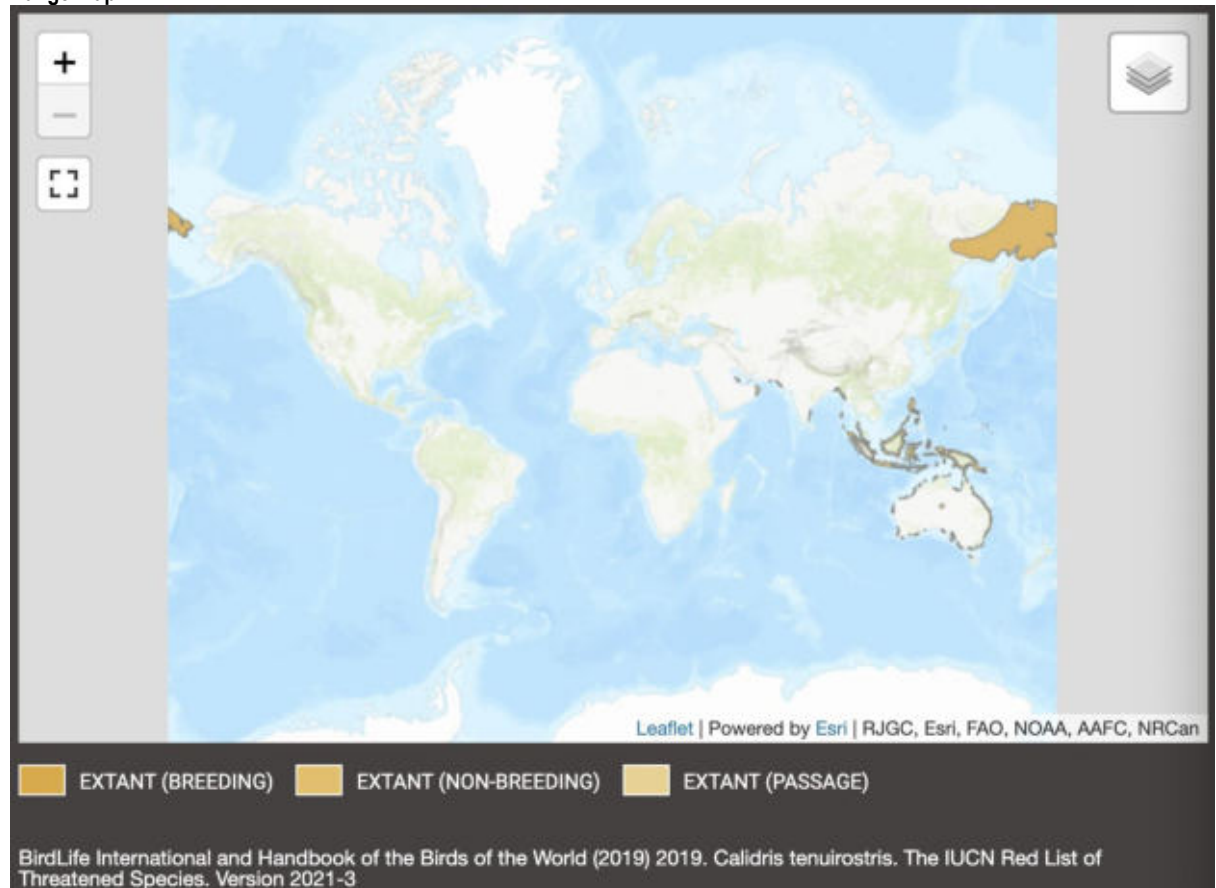 +
−
Leaflet | Powered by Esri | RJGC, Esri, FAO, NOAA, AAFC, NRCan
EXTANT (BREEDING) EXTANT (NON-BREEDING) EXTANT (PASSAGE)
BirdLife International and Handbook of the Birds of the World (2019) 2019. Calidris tenuirostris. The IUCN Red List of
Threatened Species. Version 2021-3